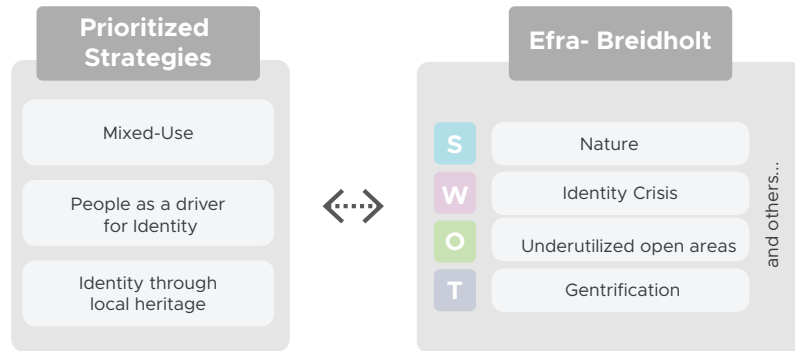 Prioritized
Strategies
Mixed-Use
People as a driver
for Identity
Identity through
local heritage
Efra- Breidholt
S
Nature
W
Identity Crisis
O
Underutilized open areas
T
Gentrification
and others...